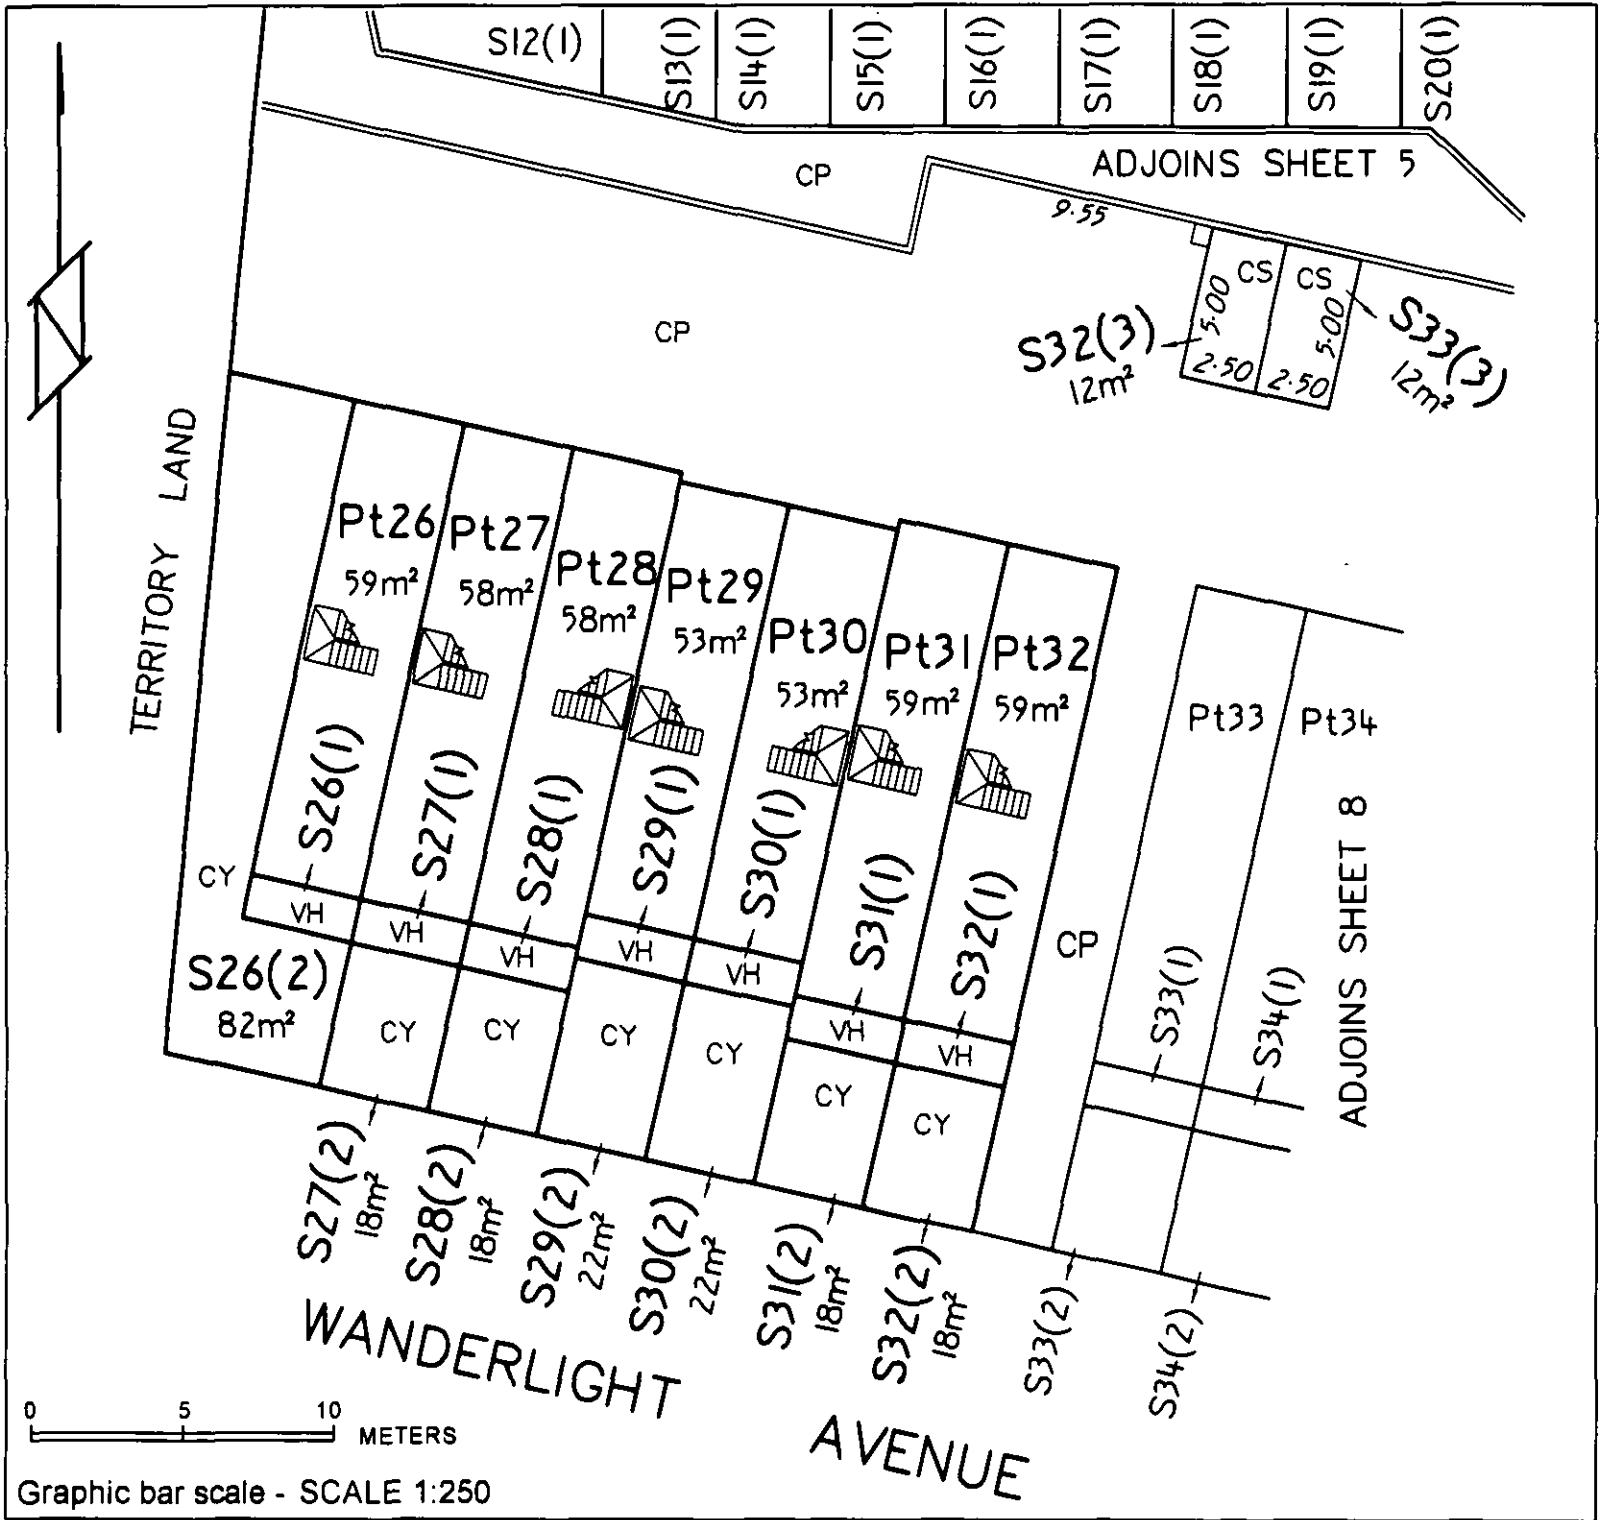 S12(1)
S13(1)
S14(1)
S15(1)
S16(1)
S17(1)
S18(1)
S19(1)
S20(1)
ADJOINS SHEET 5
CP
9.55
CS
CS
5.00
5.00
2.50
2.50
S32(3)
12m²
S33(3)
12m²
CP
TERRITORY LAND
Pt26
59m²
Pt27
58m²
Pt28
58m²
Pt29
53m²
Pt30
53m²
Pt31
59m²
Pt32
59m²
Pt33
Pt34
S26(1)
S27(1)
S28(1)
S29(1)
S30(1)
S31(1)
S32(1)
S33(1)
S34(1)
CP
ADJOINS SHEET 8
CY
VH
VH
VH
VH
VH
VH
VH
S26(2)
82m²
CY
CY
CY
CY
CY
CY
S27(2)
18m²
S28(2)
18m²
S29(2)
22m²
S30(2)
22m²
S31(2)
18m²
S32(2)
18m²
S33(2)
S34(2)
WANDERLIGHT AVENUE
0 5 10
METERS
Graphic bar scale - SCALE 1:250